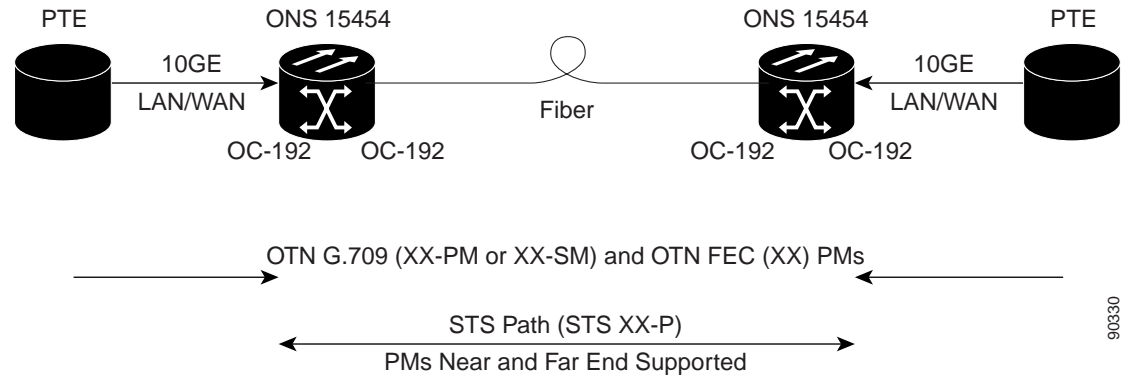 PTE
ONS 15454
ONS 15454
PTE
10GE
LAN/WAN
Fiber
10GE
LAN/WAN
OC-192
OC-192
OC-192
OC-192
OTN G.709 (XX-PM or XX-SM) and OTN FEC (XX) PMs
STS Path (STS XX-P)
PMs Near and Far End Supported
90330